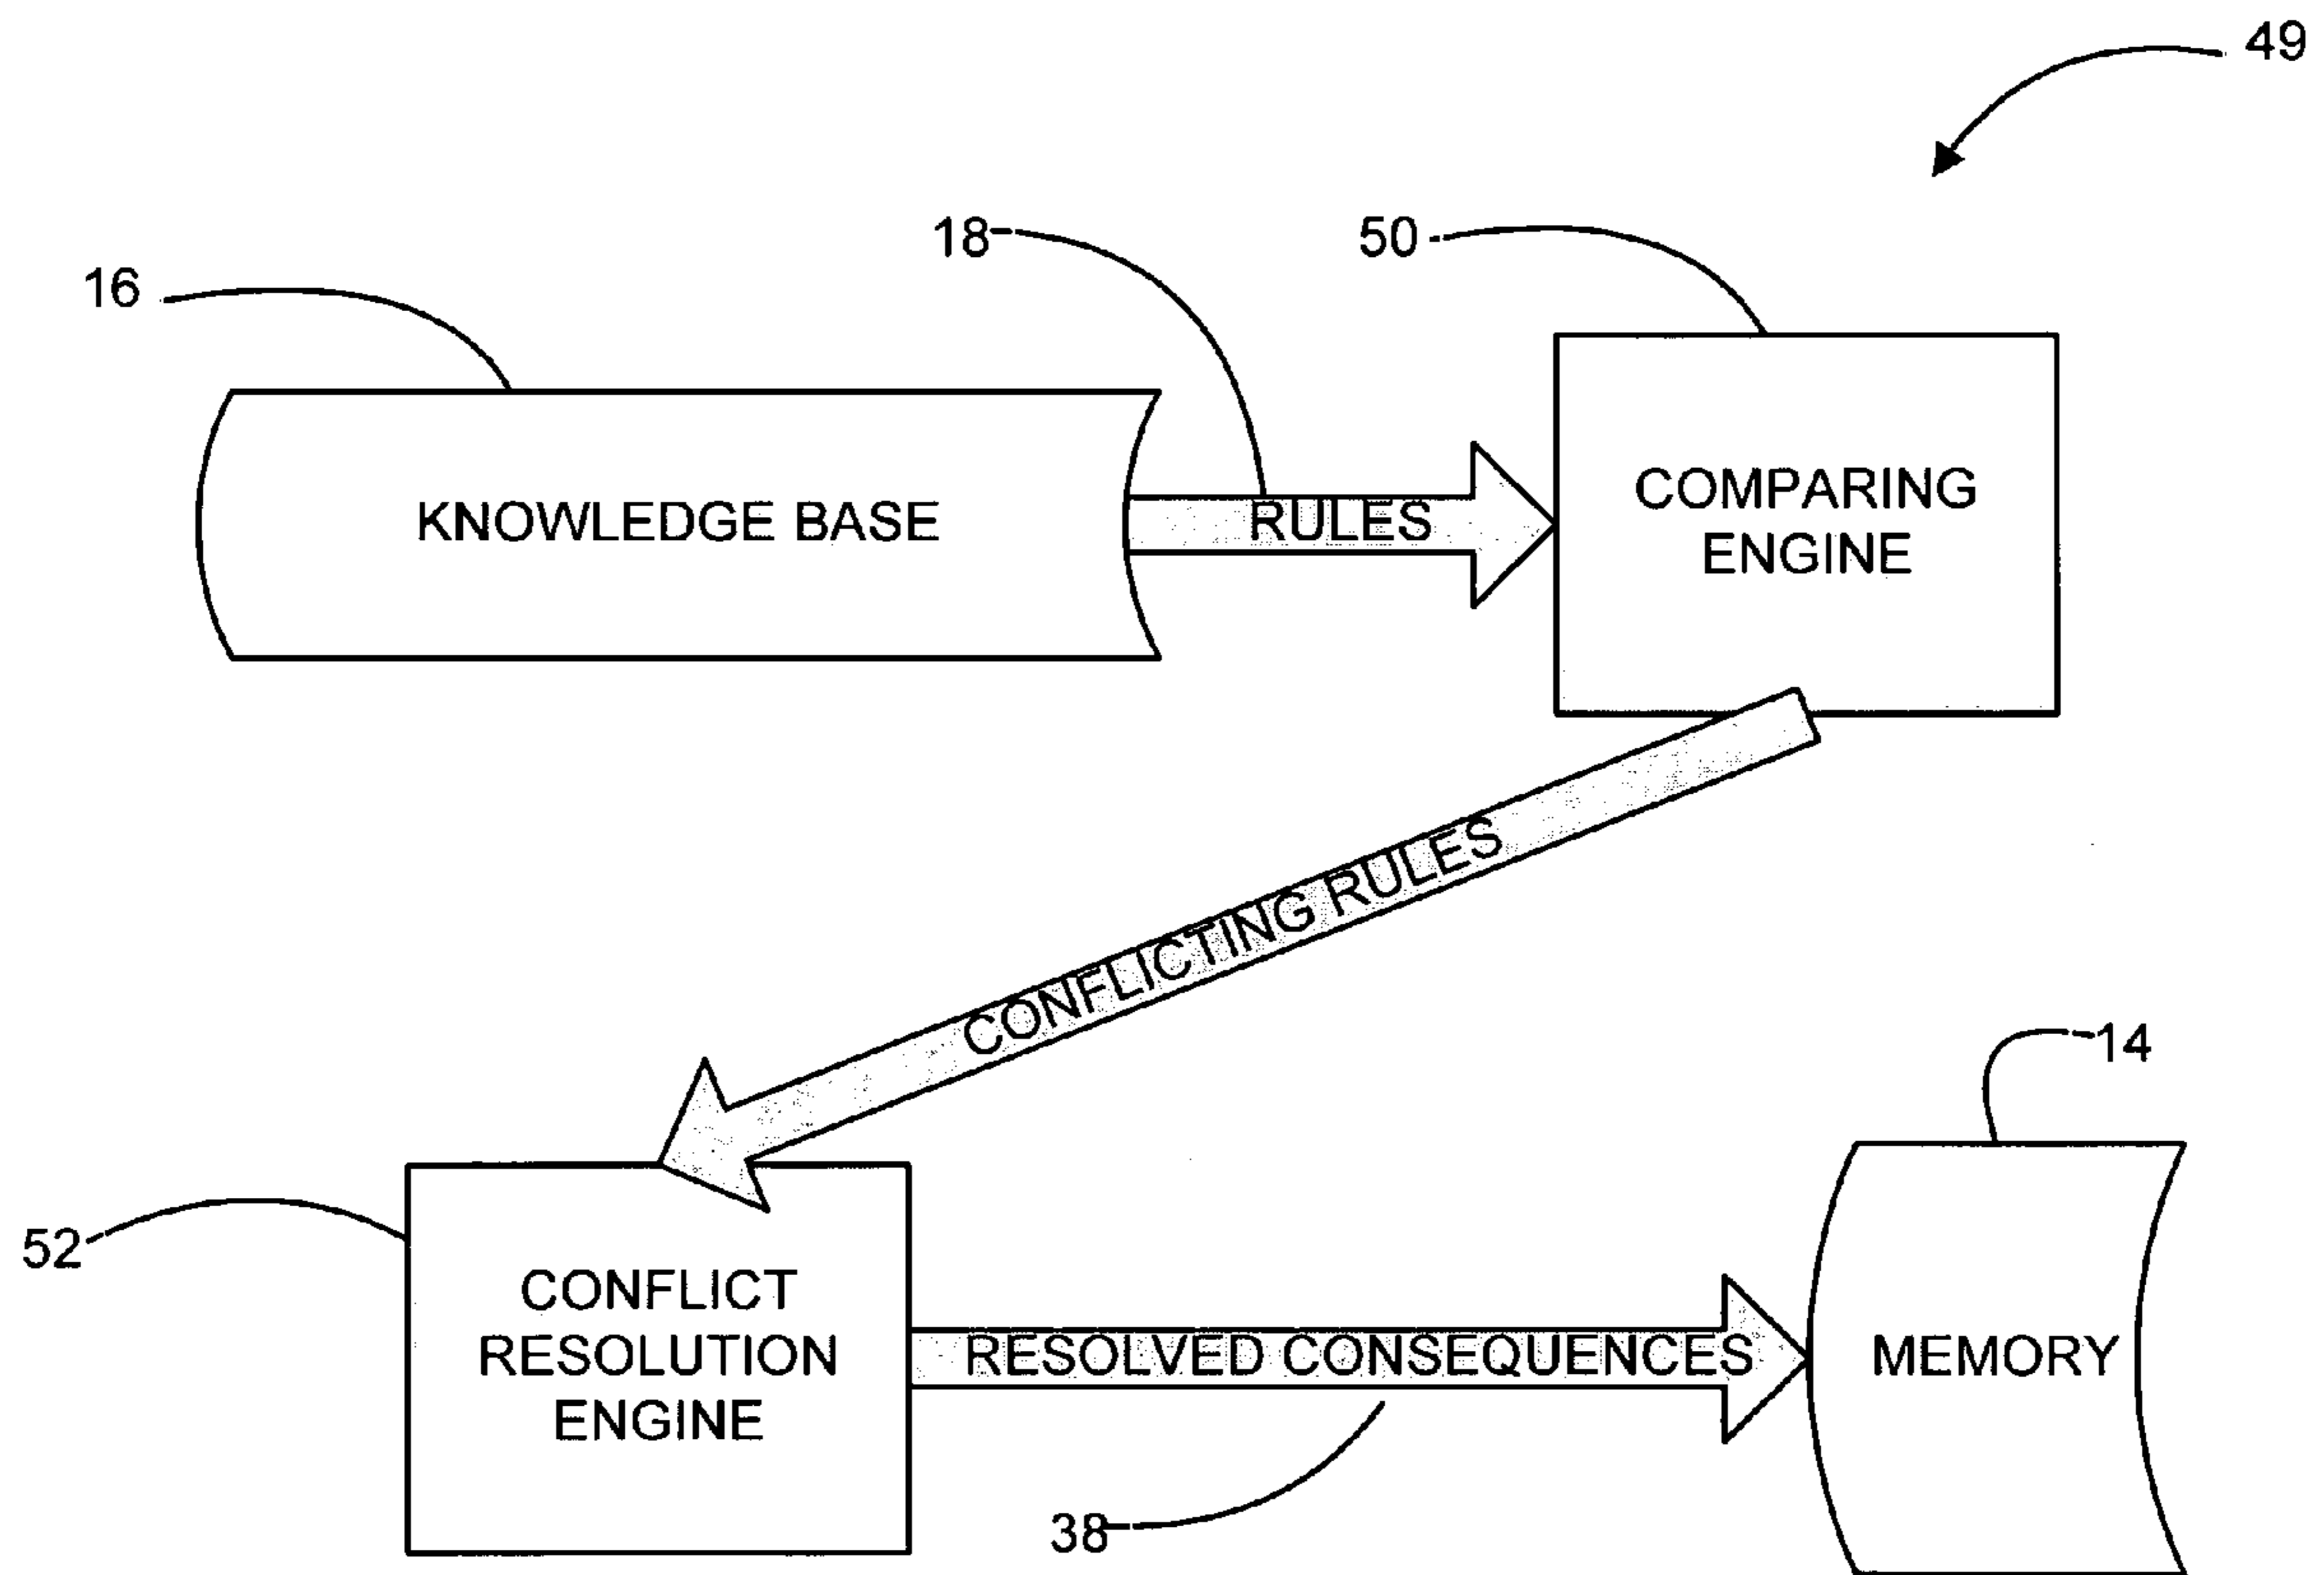 49
18
50
16
KNOWLEDGE BASE
RULES
COMPARING
ENGINE
CONFLICTING RULES
14
52
CONFLICT
RESOLUTION
ENGINE
RESOLVED CONSEQUENCES
MEMORY
38